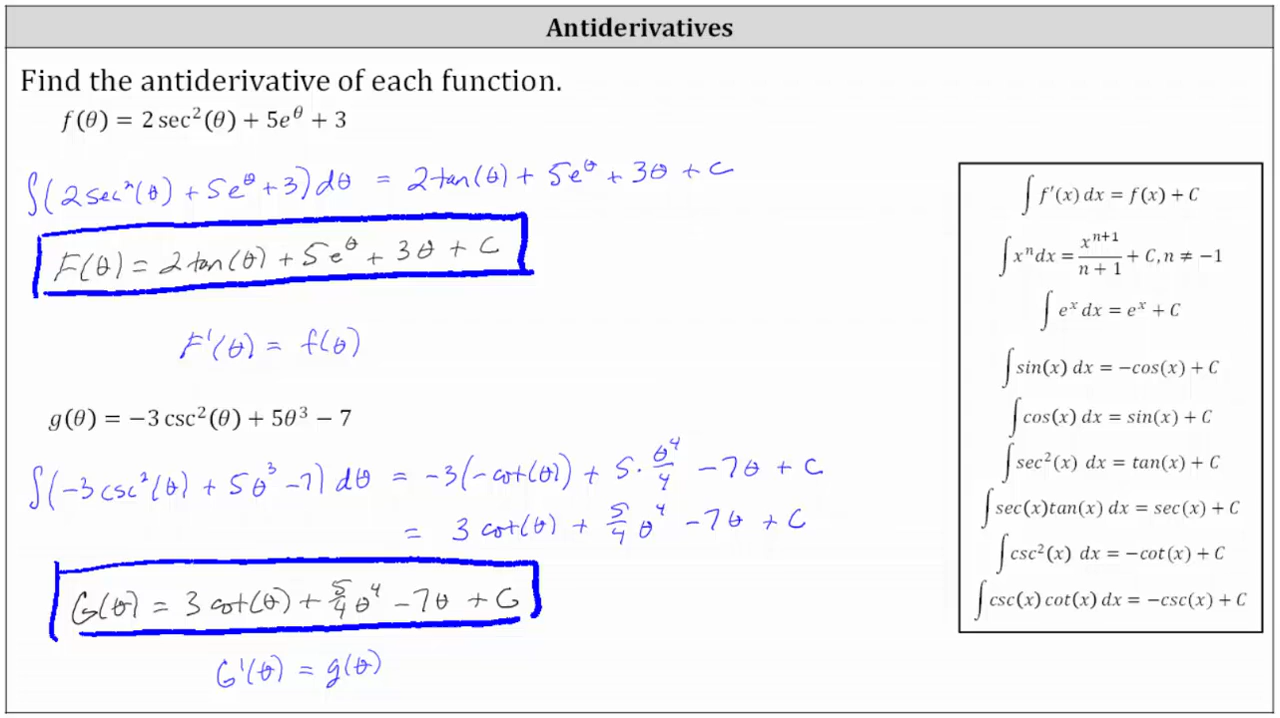 Antiderivatives
Find the antiderivative of each function.
f(θ) = 2 sec²(θ) + 5e^θ + 3
∫(2sec²(θ) + 5e^θ + 3)dθ = 2tan(θ) + 5e^θ + 3θ + C
F(θ) = 2tan(θ) + 5e^θ + 3θ + C
F'(θ) = f(θ)
g(θ) = −3 csc²(θ) + 5θ³ − 7
∫(−3 csc²(θ) + 5θ³ − 7)dθ = −3(−cot(θ)) + 5·θ⁴/4 − 7θ + C
= 3 cot(θ) + 5/4 θ⁴ − 7θ + C
G(θ) = 3 cot(θ) + 5/4 θ⁴ − 7θ + C
G'(θ) = g(θ)
∫ f′(x) dx = f(x) + C
∫ xⁿdx = xⁿ⁺¹/(n + 1) + C, n ≠ −1
∫ eˣ dx = eˣ + C
∫ sin(x) dx = −cos(x) + C
∫ cos(x) dx = sin(x) + C
∫ sec²(x) dx = tan(x) + C
∫ sec(x)tan(x) dx = sec(x) + C
∫ csc²(x) dx = −cot(x) + C
∫ csc(x) cot(x) dx = −csc(x) + C